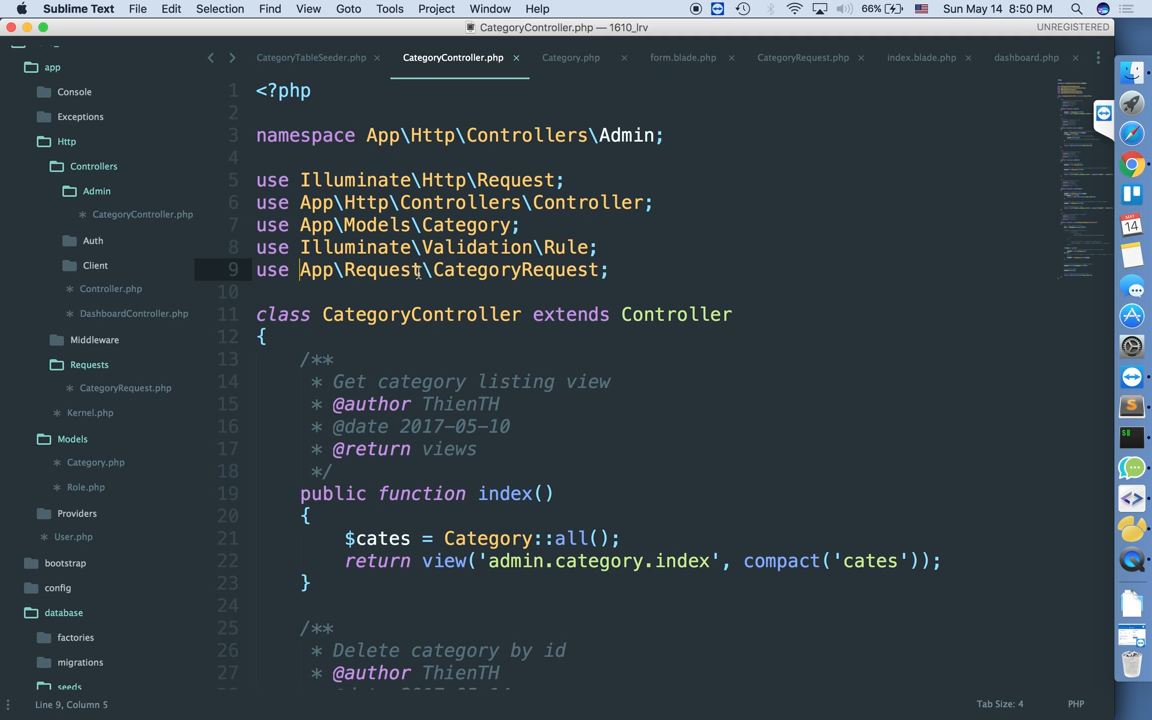 Sublime Text File Edit Selection Find View Goto Tools Project Window Help 66% Sun May 14 8:50 PM
CategoryController.php — 1610_lrv UNREGISTERED
CategoryTableSeeder.php × CategoryController.php × Category.php × form.blade.php × CategoryRequest.php × index.blade.php × dashboard.php ×
app
Console
Exceptions
Http
Controllers
Admin
* CategoryController.php
Auth
Client
* Controller.php
* DashboardController.php
Middleware
Requests
* CategoryRequest.php
* Kernel.php
Models
* Category.php
* Role.php
Providers
* User.php
bootstrap
config
database
factories
migrations
seeds
1 <?php
2
3 namespace App\Http\Controllers\Admin;
4
5 use Illuminate\Http\Request;
6 use App\Http\Controllers\Controller;
7 use App\Models\Category;
8 use Illuminate\Validation\Rule;
9 use App\Request\CategoryRequest;
10
11 class CategoryController extends Controller
12 {
13 /**
14 * Get category listing view
15 * @author ThienTH
16 * @date 2017-05-10
17 * @return views
18 */
19 public function index()
20 {
21 $cates = Category::all();
22 return view('admin.category.index', compact('cates'));
23 }
24
25 /**
26 * Delete category by id
27 * @author ThienTH
MAY
14
Line 9, Column 5 Tab Size: 4 PHP